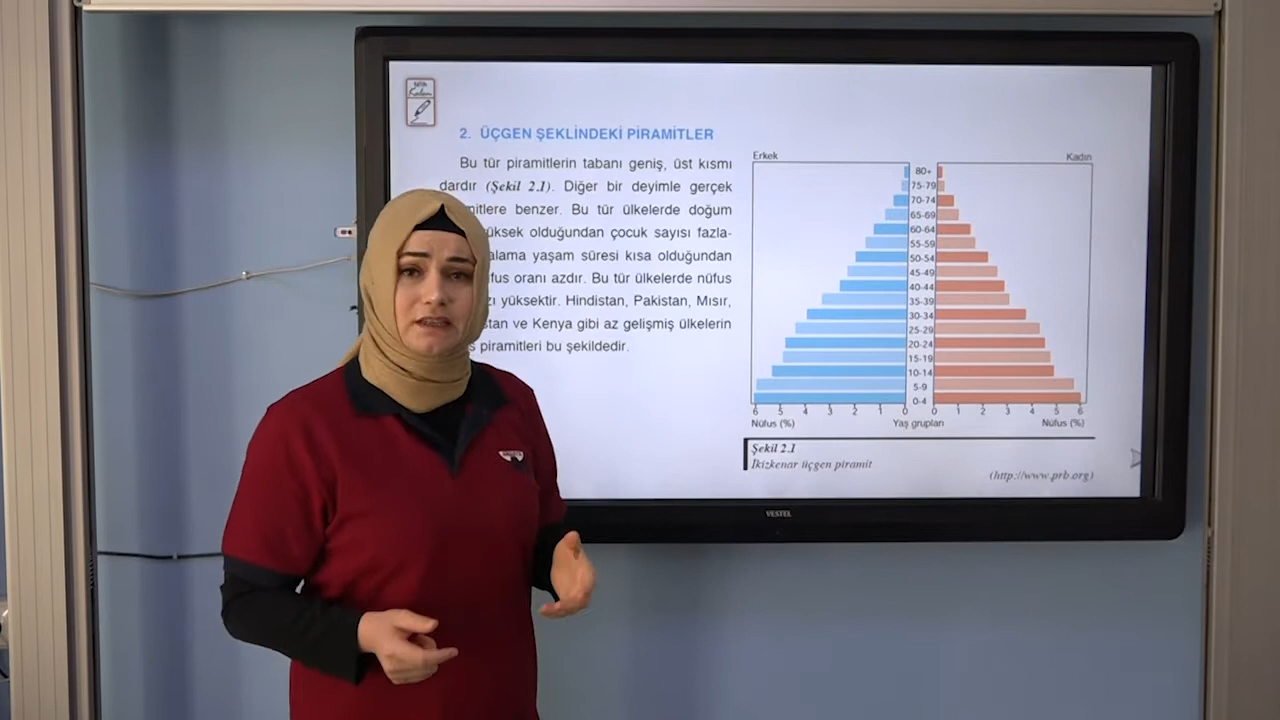 Kalem
2. ÜÇGEN ŞEKLİNDEKİ PİRAMİTLER
Bu tür piramitlerin tabanı geniş, üst kısmı
dardır (Şekil 2.1). Diğer bir deyimle gerçek
benzer. Bu tür ülkelerde doğum
olduğundan çocuk sayısı fazla-
yaşam süresi kısa olduğundan
oranı azdır. Bu tür ülkelerde nüfus
yüksektir. Hindistan, Pakistan, Mısır,
ve Kenya gibi az gelişmiş ülkelerin
piramitleri bu şekildedir.
Erkek
Kadın
80+
75-79
70-74
65-69
60-64
55-59
50-54
45-49
40-44
35-39
30-34
25-29
20-24
15-19
10-14
5-9
0-4
6 5 4 3 2 1 0 0 1 2 3 4 5 6
Nüfus (%) Yaş grupları Nüfus (%)
Şekil 2.1
İkizkenar üçgen piramit
(http://www.prb.org)
VESTEL